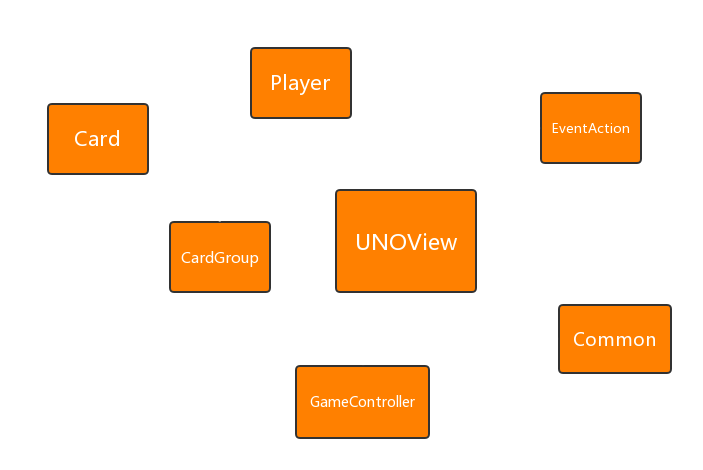 Player
EventAction
Card
UNOView
CardGroup
Common
GameController